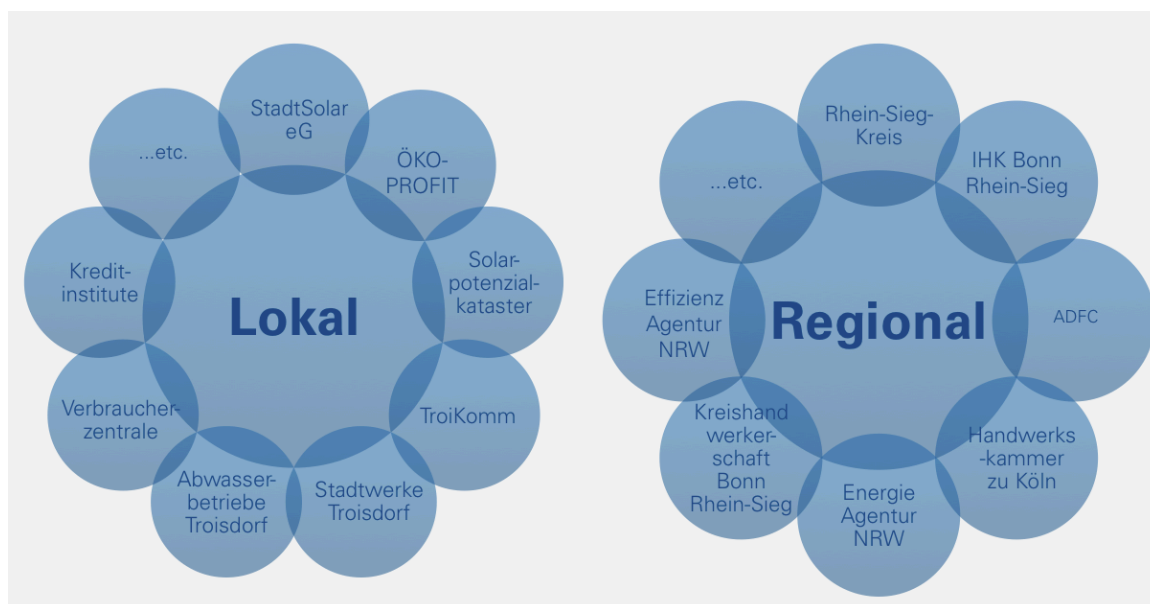 Lokal
StadtSolar
eG
ÖKO-
PROFIT
Solar-
potenzial-
kataster
TroiKomm
Stadtwerke
Troisdorf
Abwasser-
betriebe
Troisdorf
Verbraucher-
zentrale
Kredit-
institute
...etc.
Regional
Rhein-Sieg-
Kreis
IHK Bonn
Rhein-Sieg
ADFC
Handwerks
-kammer
zu Köln
Energie
Agentur
NRW
Kreishand
werker-
schaft
Bonn
Rhein-Sieg
Effizienz
Agentur
NRW
...etc.